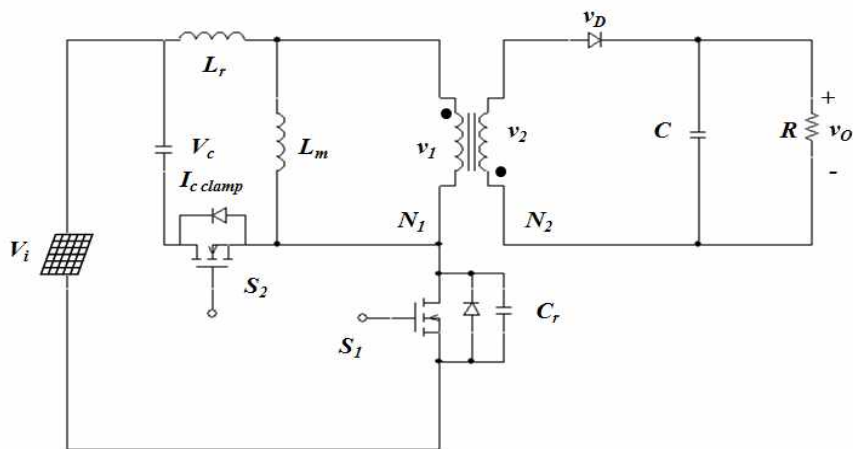 v_D
L_r
+
V_c
L_m
v_1
v_2
C
R
v_O
I_c clamp
-
N_1
N_2
V_i
S_2
C_r
S_1